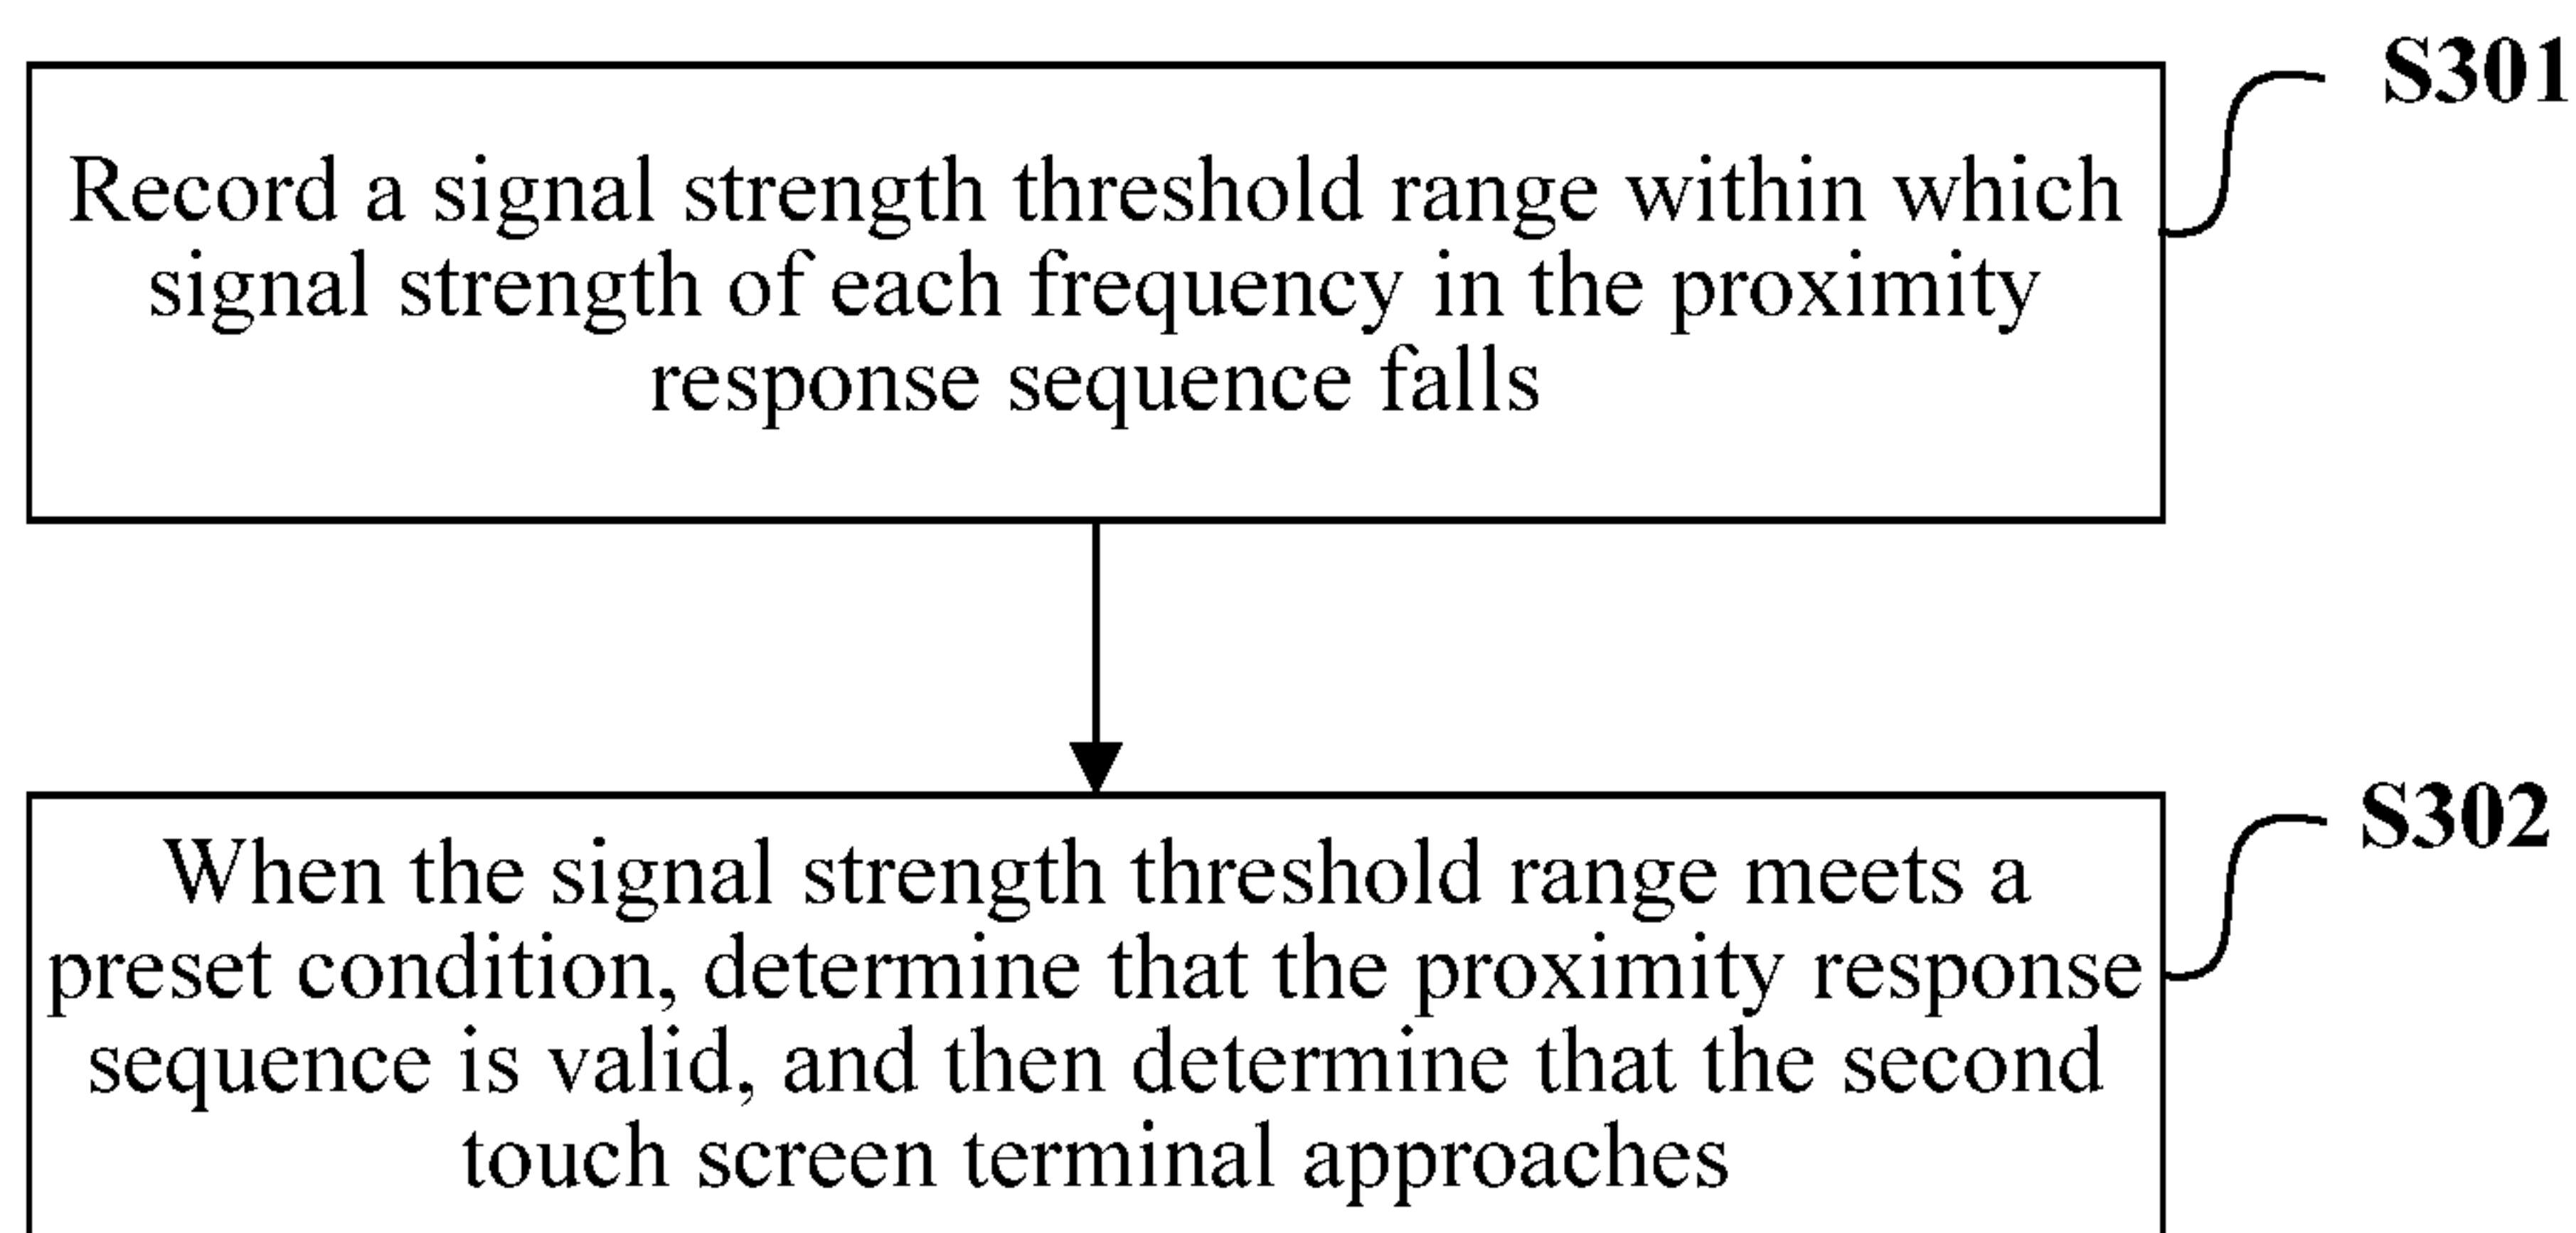 S301
Record a signal strength threshold range within which
signal strength of each frequency in the proximity
response sequence falls
S302
When the signal strength threshold range meets a
preset condition, determine that the proximity response
sequence is valid, and then determine that the second
touch screen terminal approaches